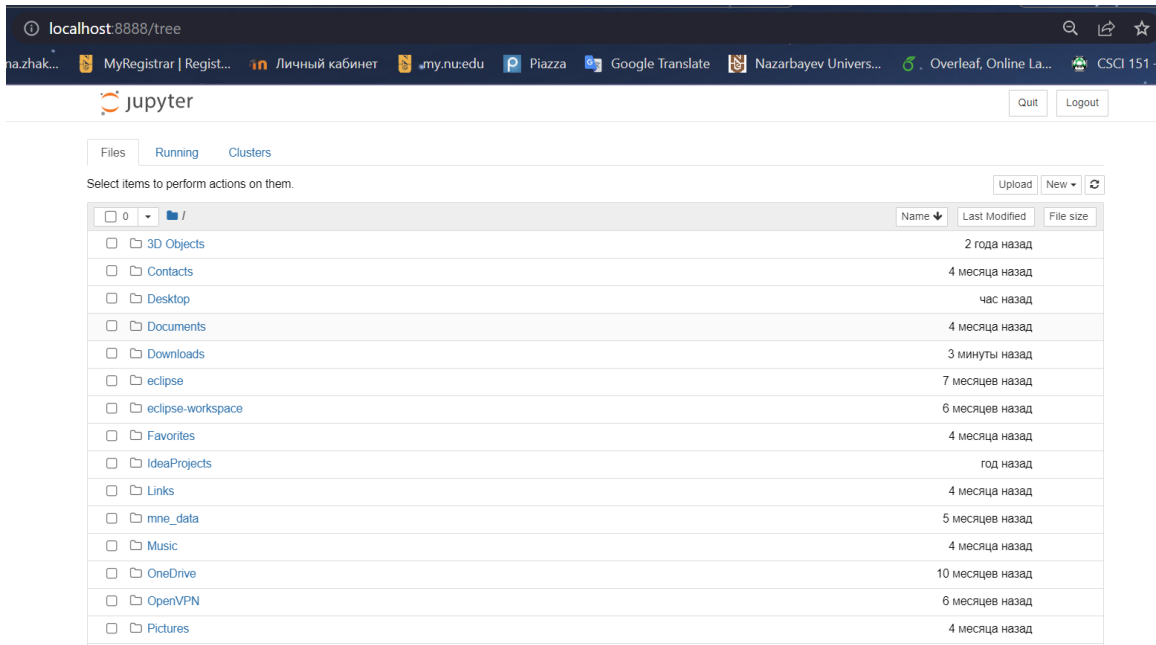 localhost:8888/tree
na.zhak... MyRegistrar | Regist... Личный кабинет my.nu:edu Piazza Google Translate Nazarbayev Univers... Overleaf, Online La... CSCI 151 -
jupyter Quit Logout
Files Running Clusters
Select items to perform actions on them. Upload New
0 / Name Last Modified File size
3D Objects 2 года назад
Contacts 4 месяца назад
Desktop час назад
Documents 4 месяца назад
Downloads 3 минуты назад
eclipse 7 месяцев назад
eclipse-workspace 6 месяцев назад
Favorites 4 месяца назад
IdeaProjects год назад
Links 4 месяца назад
mne_data 5 месяцев назад
Music 4 месяца назад
OneDrive 10 месяцев назад
OpenVPN 6 месяцев назад
Pictures 4 месяца назад